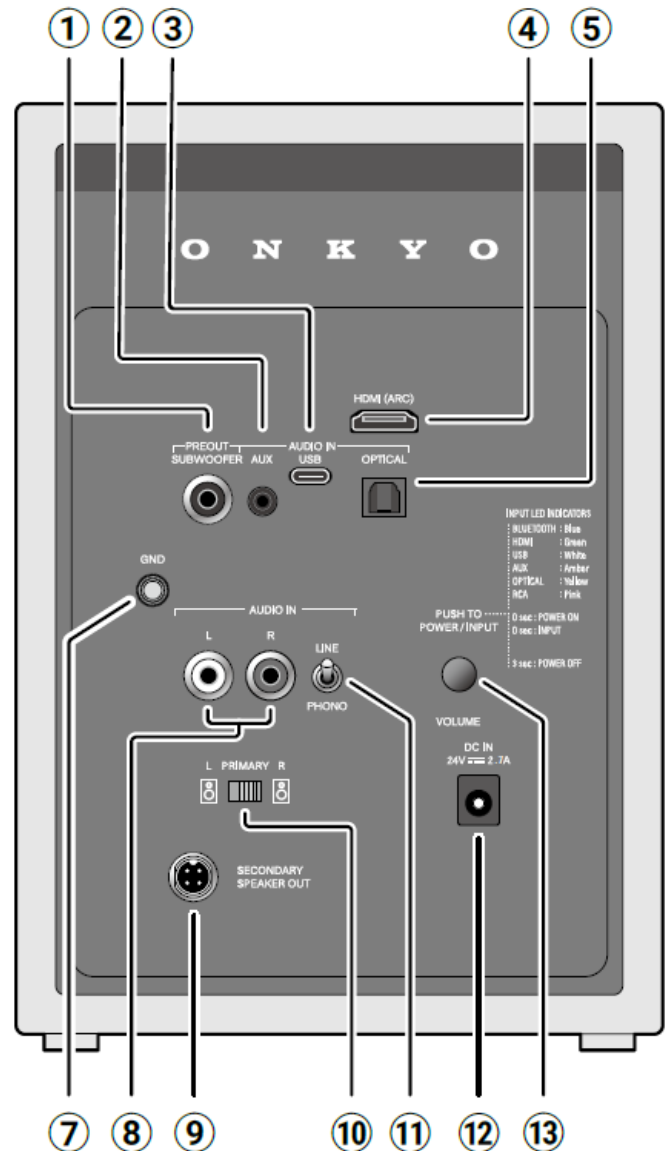 ① ② ③ ④ ⑤
ONKYO
HDMI (ARC)
PREOUT
SUBWOOFER
AUX
AUDIO IN
USB
OPTICAL
INPUT LED INDICATORS
BLUETOOTH : Blue
HDMI : Green
USB : White
AUX : Amber
OPTICAL : Yellow
RCA : Pink
GND
AUDIO IN
L R
LINE
PHONO
PUSH TO
POWER/INPUT
0 sec : POWER ON
0 sec : INPUT
3 sec : POWER OFF
VOLUME
DC IN
24V ⎓ 2.7A
L PRIMARY R
SECONDARY
SPEAKER OUT
⑦ ⑧ ⑨ ⑩ ⑪ ⑫ ⑬